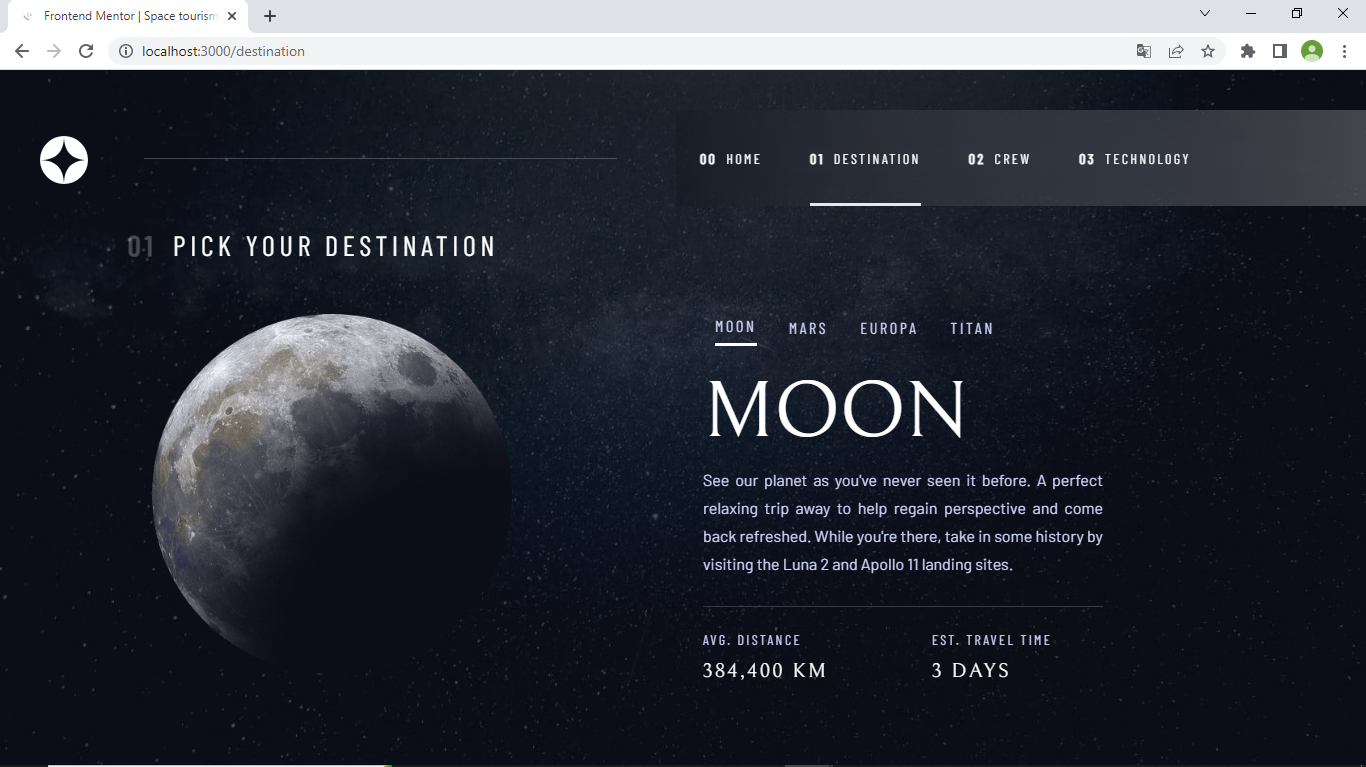 Frontend Mentor | Space tourism
localhost:3000/destination
00 HOME 01 DESTINATION 02 CREW 03 TECHNOLOGY
01 PICK YOUR DESTINATION
MOON MARS EUROPA TITAN
MOON
See our planet as you've never seen it before. A perfect
relaxing trip away to help regain perspective and come
back refreshed. While you're there, take in some history by
visiting the Luna 2 and Apollo 11 landing sites.
AVG. DISTANCE EST. TRAVEL TIME
384,400 KM 3 DAYS